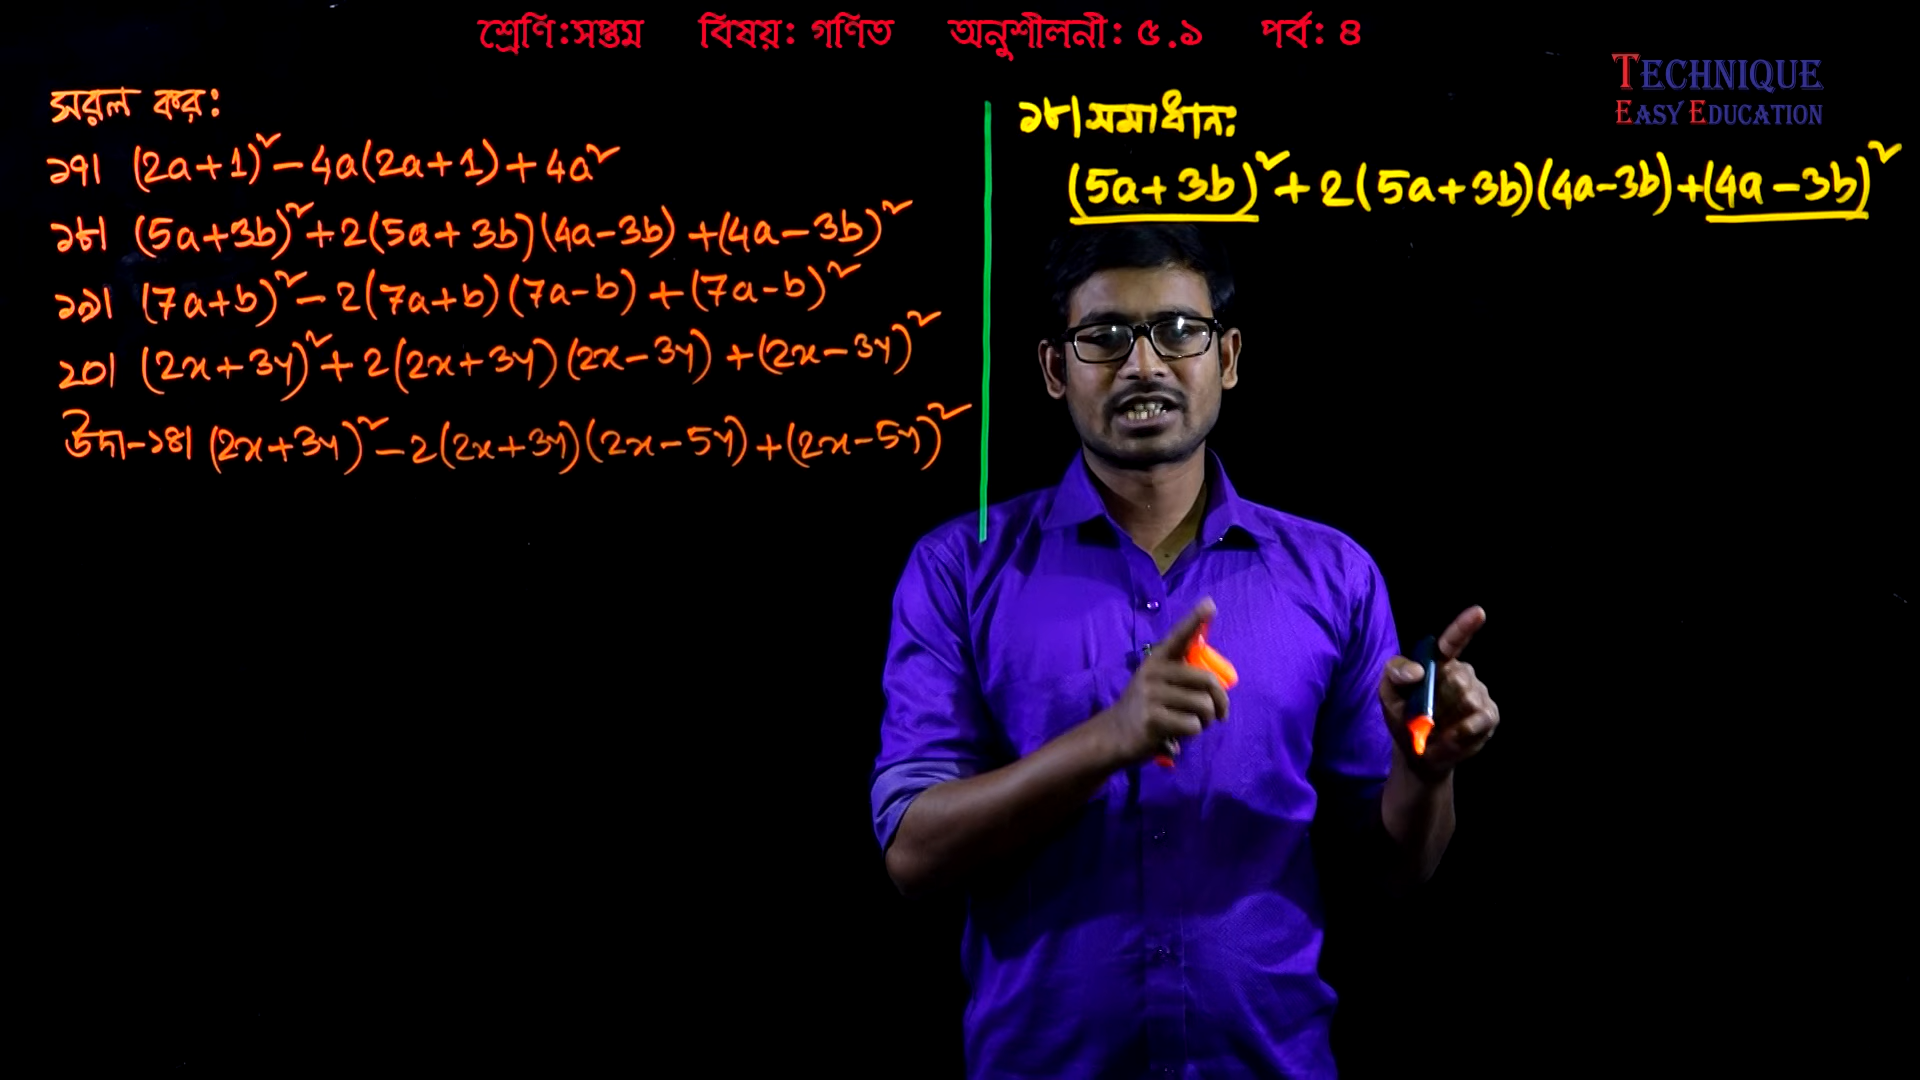 শ্রেণি:সপ্তম বিষয়: গণিত অনুশীলনী: ৫.১ পর্ব: ৪
TECHNIQUE
EASY EDUCATION
সরল কর:
১৭। (2a+1)² - 4a(2a+1) + 4a²
১৮। (5a+3b)² + 2(5a+3b)(4a-3b) + (4a-3b)²
১৯। (7a+b)² - 2(7a+b)(7a-b) + (7a-b)²
২০। (2x+3y)² + 2(2x+3y)(2x-3y) + (2x-3y)²
উদা-১৪। (2x+3y)² - 2(2x+3y)(2x-5y) + (2x-5y)²
১৮। সমাধান:
(5a+3b)² + 2(5a+3b)(4a-3b) + (4a-3b)²